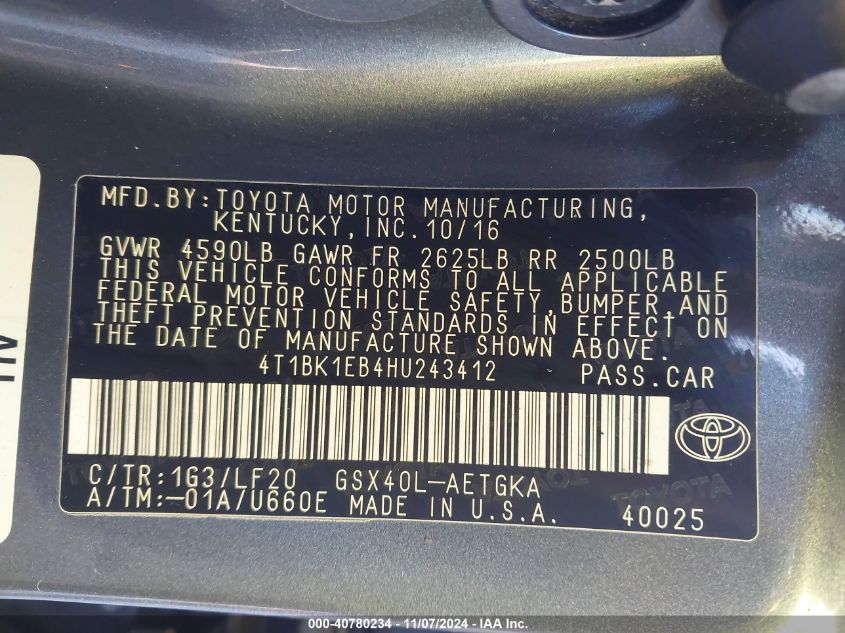 MFD.BY:TOYOTA MOTOR MANUFACTURING,
KENTUCKY,INC.10/16
GVWR 4590LB GAWR FR 2625LB RR 2500LB
THIS VEHICLE CONFORMS TO ALL APPLICABLE
FEDERAL MOTOR VEHICLE SAFETY,BUMPER,AND
THEFT PREVENTION STANDARDS IN EFFECT ON
THE DATE OF MANUFACTURE SHOWN ABOVE.
4T1BK1EB4HU243412 PASS.CAR
C/TR:1G3/LF20 GSX40L-AETGKA
A/TM:-01A/U660E MADE IN U.S.A. 40025
000-40780234 - 11/07/2024 - IAA Inc.